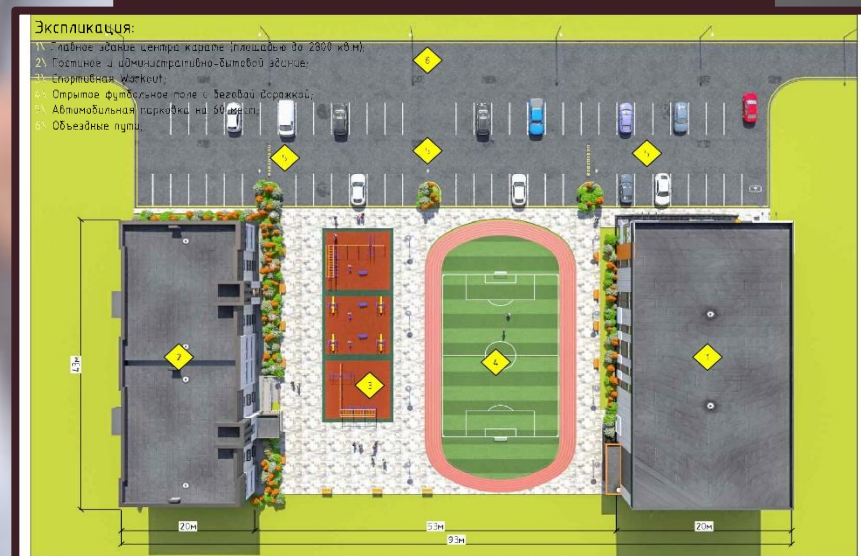 Экспликация:
1\ Главное здание центра карате (площадью до 2800 кв.м);
2\ Гостиное и административно-бытовой здание;
3\ Спортивная Workout;
4\ Отрытое футбольное поле с беговой дорожкой;
5\ Автомобильная парковка на 60 мест;
6\ Объездные пути;
6
5
5
5
43м
2
3
4
1
20м
53м
20м
93м